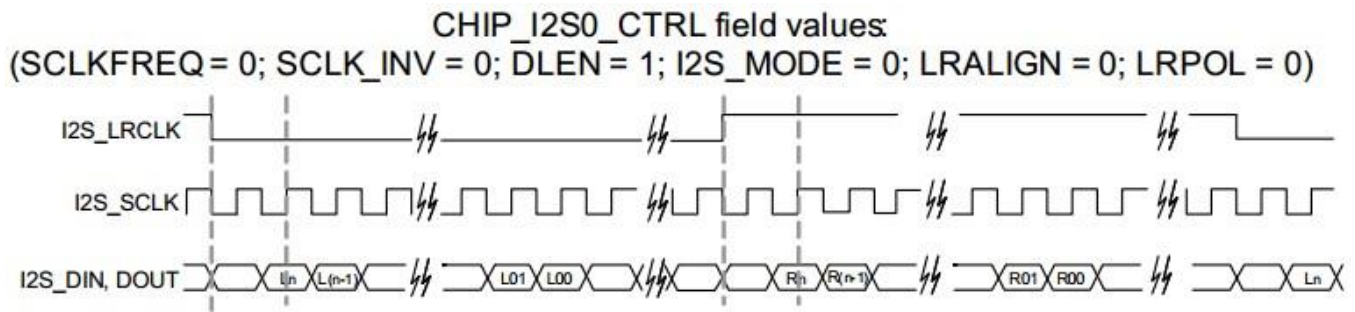 CHIP_I2S0_CTRL field values:
(SCLKFREQ = 0; SCLK_INV = 0; DLEN = 1; I2S_MODE = 0; LRALIGN = 0; LRPOL = 0)
I2S_LRCLK
I2S_SCLK
I2S_DIN, DOUT Ln L(n-1) L01 L00 Rn R(n-1) R01 R00 Ln